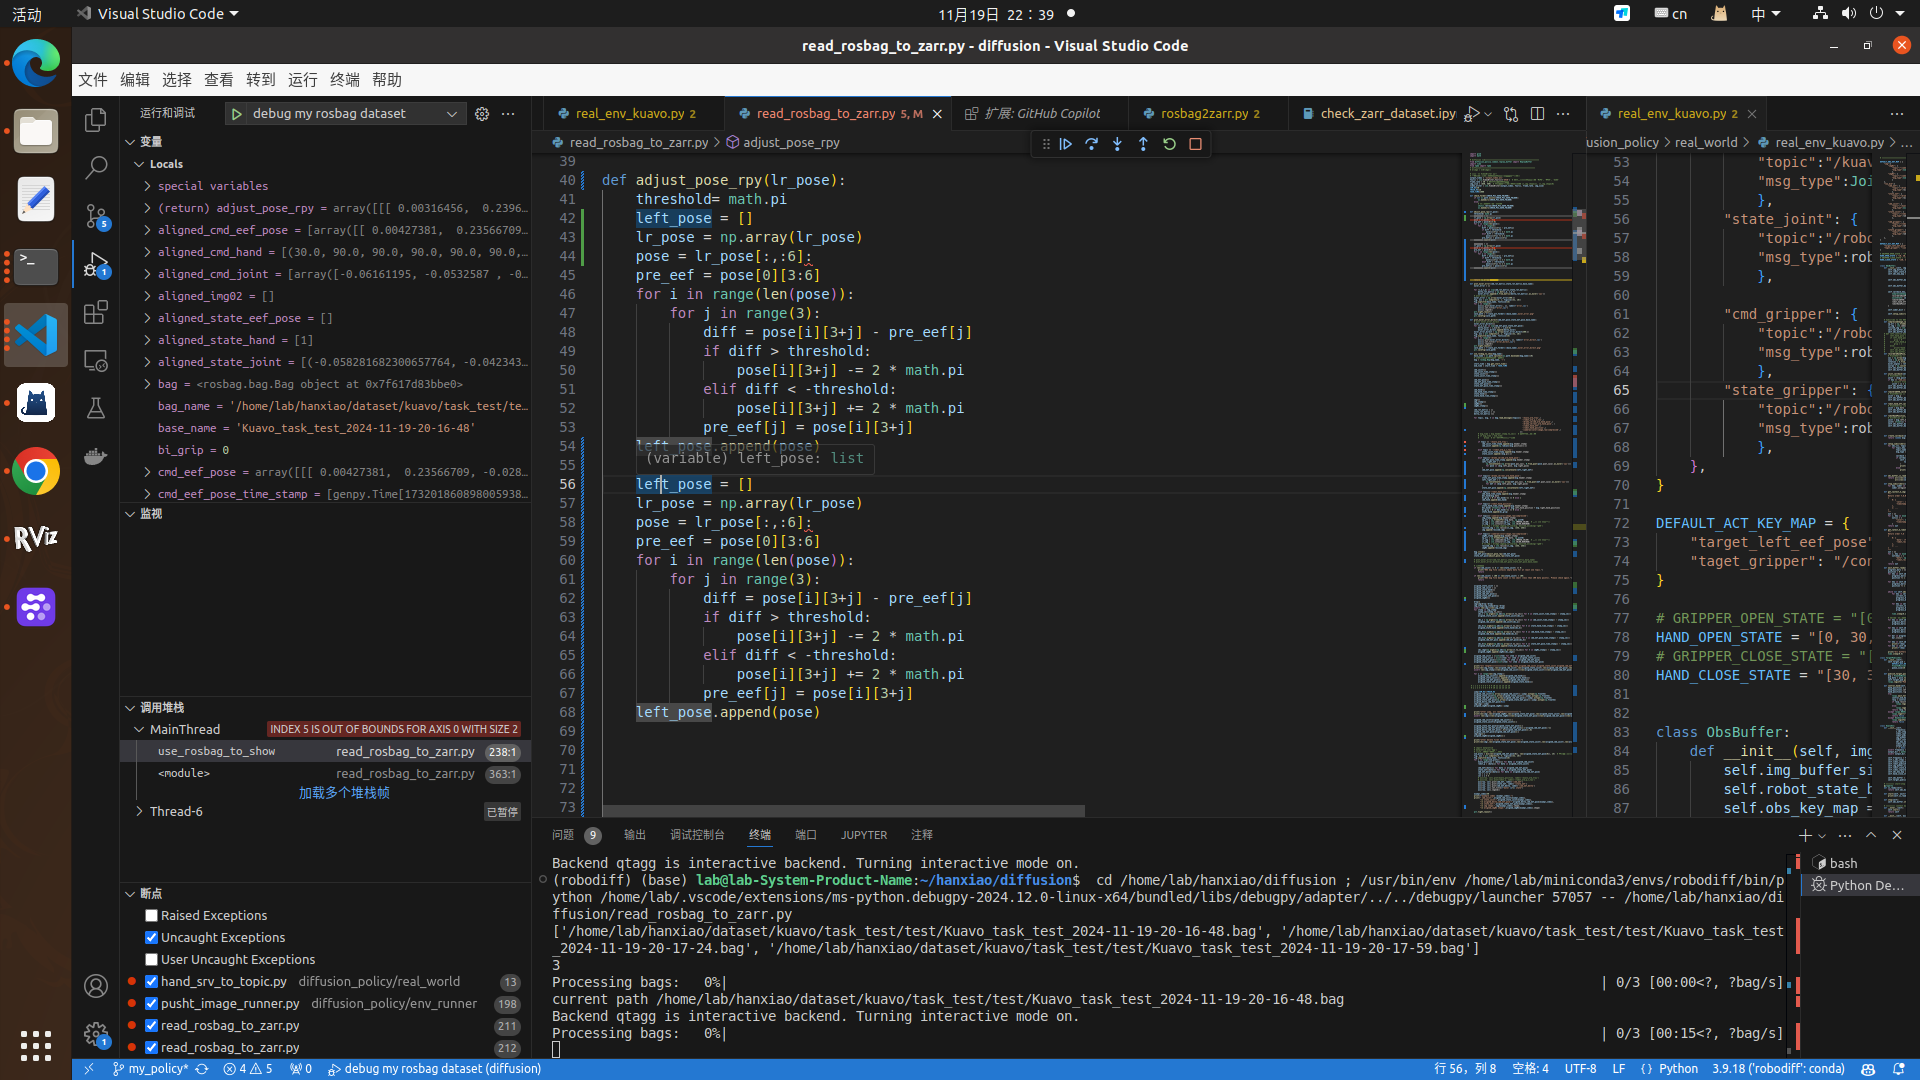 活动
Visual Studio Code
11月19日 22：39
cn
中
read_rosbag_to_zarr.py - diffusion - Visual Studio Code
文件 编辑 选择 查看 转到 运行 终端 帮助
运行和调试
debug my rosbag dataset
变量
Locals
special variables
(return) adjust_pose_rpy = array([[[ 0.00316456,  0.2396…
aligned_cmd_eef_pose = [array([[ 0.00427381,  0.23566709…
aligned_cmd_hand = [(30.0, 90.0, 90.0, 90.0, 90.0, 90.0,…
aligned_cmd_joint = [array([-0.06161195, -0.0532587 , -0…
aligned_img02 = []
aligned_state_eef_pose = []
aligned_state_hand = [1]
aligned_state_joint = [(-0.058281682300657764, -0.042343…
bag = <rosbag.bag.Bag object at 0x7f617d83bbe0>
bag_name = '/home/lab/hanxiao/dataset/kuavo/task_test/te…
base_name = 'Kuavo_task_test_2024-11-19-20-16-48'
bi_grip = 0
cmd_eef_pose = array([[[ 0.00427381,  0.23566709, -0.028…
cmd_eef_pose_time_stamp = [genpy.Time[173201860898005938…
监视
调用堆栈
MainThread
INDEX 5 IS OUT OF BOUNDS FOR AXIS 0 WITH SIZE 2
use_rosbag_to_show read_rosbag_to_zarr.py 238:1
<module> read_rosbag_to_zarr.py 363:1
加载多个堆栈帧
Thread-6 已暂停
断点
Raised Exceptions
Uncaught Exceptions
User Uncaught Exceptions
hand_srv_to_topic.py diffusion_policy/real_world 13
pusht_image_runner.py diffusion_policy/env_runner 198
read_rosbag_to_zarr.py 211
read_rosbag_to_zarr.py 212
real_env_kuavo.py 2
read_rosbag_to_zarr.py 5, M
扩展: GitHub Copilot
rosbag2zarr.py 2
check_zarr_dataset.ipy
read_rosbag_to_zarr.py > adjust_pose_rpy
39
40 def adjust_pose_rpy(lr_pose):
41     threshold= math.pi
42     left_pose = []
43     lr_pose = np.array(lr_pose)
44     pose = lr_pose[:,:6]:
45     pre_eef = pose[0][3:6]
46     for i in range(len(pose)):
47         for j in range(3):
48             diff = pose[i][3+j] - pre_eef[j]
49             if diff > threshold:
50                 pose[i][3+j] -= 2 * math.pi
51             elif diff < -threshold:
52                 pose[i][3+j] += 2 * math.pi
53             pre_eef[j] = pose[i][3+j]
54     left_pose.append(pose)
55 (variable) left_pose: list
56     left_pose = []
57     lr_pose = np.array(lr_pose)
58     pose = lr_pose[:,:6]:
59     pre_eef = pose[0][3:6]
60     for i in range(len(pose)):
61         for j in range(3):
62             diff = pose[i][3+j] - pre_eef[j]
63             if diff > threshold:
64                 pose[i][3+j] -= 2 * math.pi
65             elif diff < -threshold:
66                 pose[i][3+j] += 2 * math.pi
67             pre_eef[j] = pose[i][3+j]
68     left_pose.append(pose)
69
70
71
72
73
real_env_kuavo.py 2
usion_policy > real_world > real_env_kuavo.py > …
53 "topic":"/kuav
54 "msg_type":Joi
55 },
56 "state_joint": {
57 "topic":"/robo
58 "msg_type":rob
59 },
60
61 "cmd_gripper": {
62 "topic":"/robo
63 "msg_type":rob
64 },
65 "state_gripper": {
66 "topic":"/robo
67 "msg_type":rob
68 },
69 },
70 }
71
72 DEFAULT_ACT_KEY_MAP = {
73 "target_left_eef_pose"
74 "taget_gripper": "/con
75 }
76
77 # GRIPPER_OPEN_STATE = "[0
78 HAND_OPEN_STATE = "[0, 30,
79 # GRIPPER_CLOSE_STATE = "[
80 HAND_CLOSE_STATE = "[30, 3
81
82
83 class ObsBuffer:
84 def __init__(self, img
85 self.img_buffer_si
86 self.robot_state_b
87 self.obs_key_map =
问题 9 输出 调试控制台 终端 端口 JUPYTER 注释
Backend qtagg is interactive backend. Turning interactive mode on.
(robodiff) (base) lab@lab-System-Product-Name:~/hanxiao/diffusion$  cd /home/lab/hanxiao/diffusion ; /usr/bin/env /home/lab/miniconda3/envs/robodiff/bin/p
ython /home/lab/.vscode/extensions/ms-python.debugpy-2024.12.0-linux-x64/bundled/libs/debugpy/adapter/../../debugpy/launcher 57057 -- /home/lab/hanxiao/di
ffusion/read_rosbag_to_zarr.py
['/home/lab/hanxiao/dataset/kuavo/task_test/test/Kuavo_task_test_2024-11-19-20-16-48.bag', '/home/lab/hanxiao/dataset/kuavo/task_test/test/Kuavo_task_test
_2024-11-19-20-17-24.bag', '/home/lab/hanxiao/dataset/kuavo/task_test/test/Kuavo_task_test_2024-11-19-20-17-59.bag']
3
Processing bags:   0%| | 0/3 [00:00<?, ?bag/s]
current path /home/lab/hanxiao/dataset/kuavo/task_test/test/Kuavo_task_test_2024-11-19-20-16-48.bag
Backend qtagg is interactive backend. Turning interactive mode on.
Processing bags:   0%| | 0/3 [00:15<?, ?bag/s]
bash
Python De...
RViz
5
1
1
my_policy* 4 5 0 debug my rosbag dataset (diffusion)
行 56，列 8 空格: 4 UTF-8 LF Python 3.9.18 ('robodiff': conda)